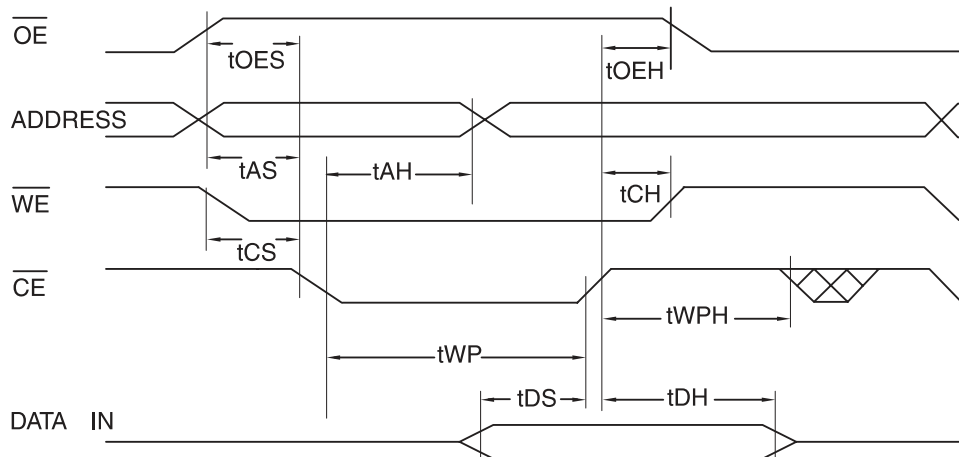 OE
tOES
tOEH
ADDRESS
tAS
tAH
WE
tCH
tCS
CE
tWPH
tWP
tDS
tDH
DATA IN